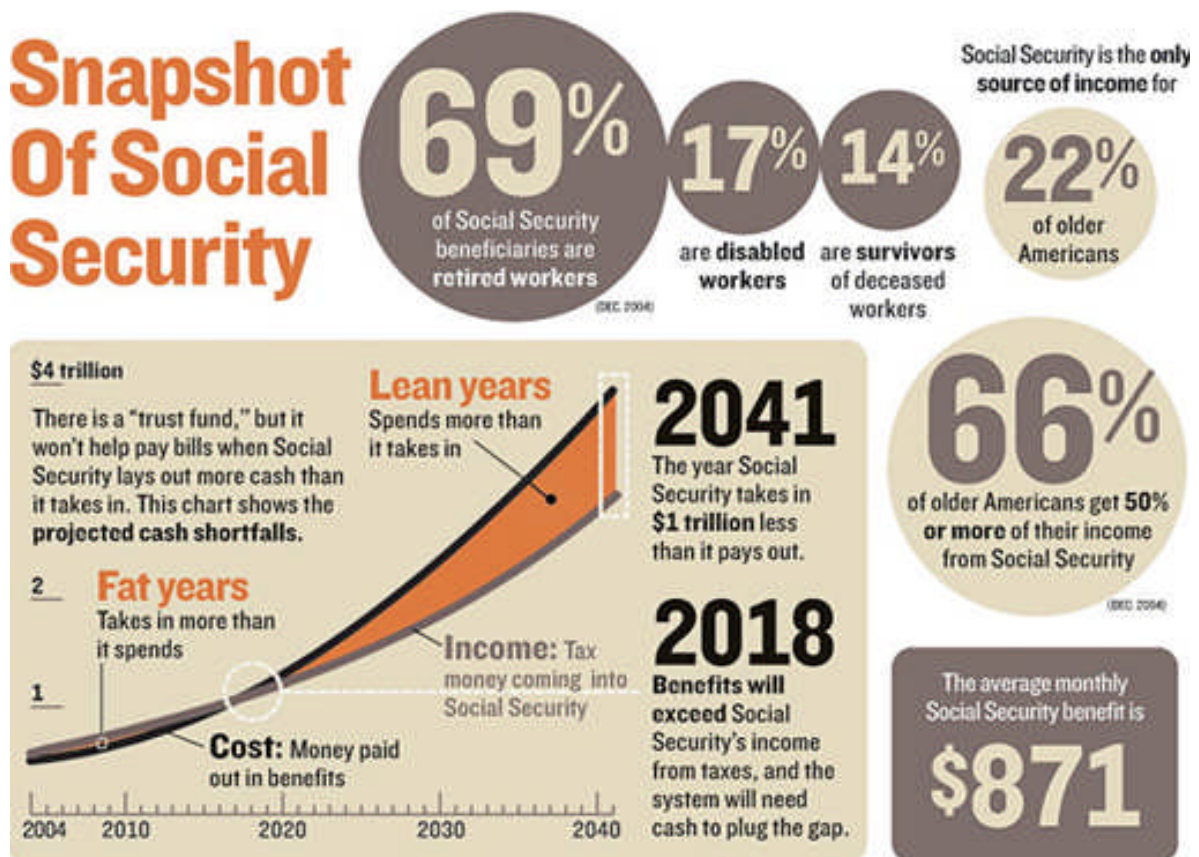 Snapshot
Of Social
Security
69%
of Social Security
beneficiaries are
retired workers
(DEC. 2004)
17%
are disabled
workers
14%
are survivors
of deceased
workers
Social Security is the only
source of income for
22%
of older
Americans
66%
of older Americans get 50%
or more of their income
from Social Security
(DEC. 2004)
$4 trillion
There is a “trust fund,” but it
won’t help pay bills when Social
Security lays out more cash than
it takes in. This chart shows the
projected cash shortfalls.
Lean years
Spends more than
it takes in
2
Fat years
Takes in more than
it spends
1
Income: Tax
money coming into
Social Security
Cost: Money paid
out in benefits
2004
2010
2020
2030
2040
2041
The year Social
Security takes in
$1 trillion less
than it pays out.
2018
Benefits will
exceed Social
Security’s income
from taxes, and the
system will need
cash to plug the gap.
The average monthly
Social Security benefit is
$871